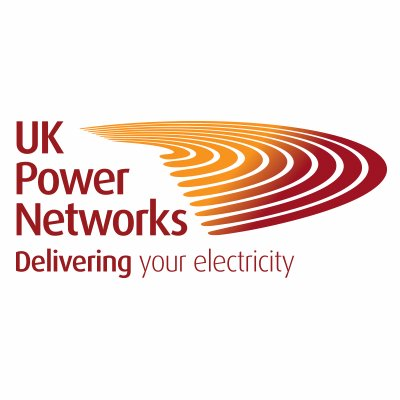 UK
Power
Networks
Delivering your electricity